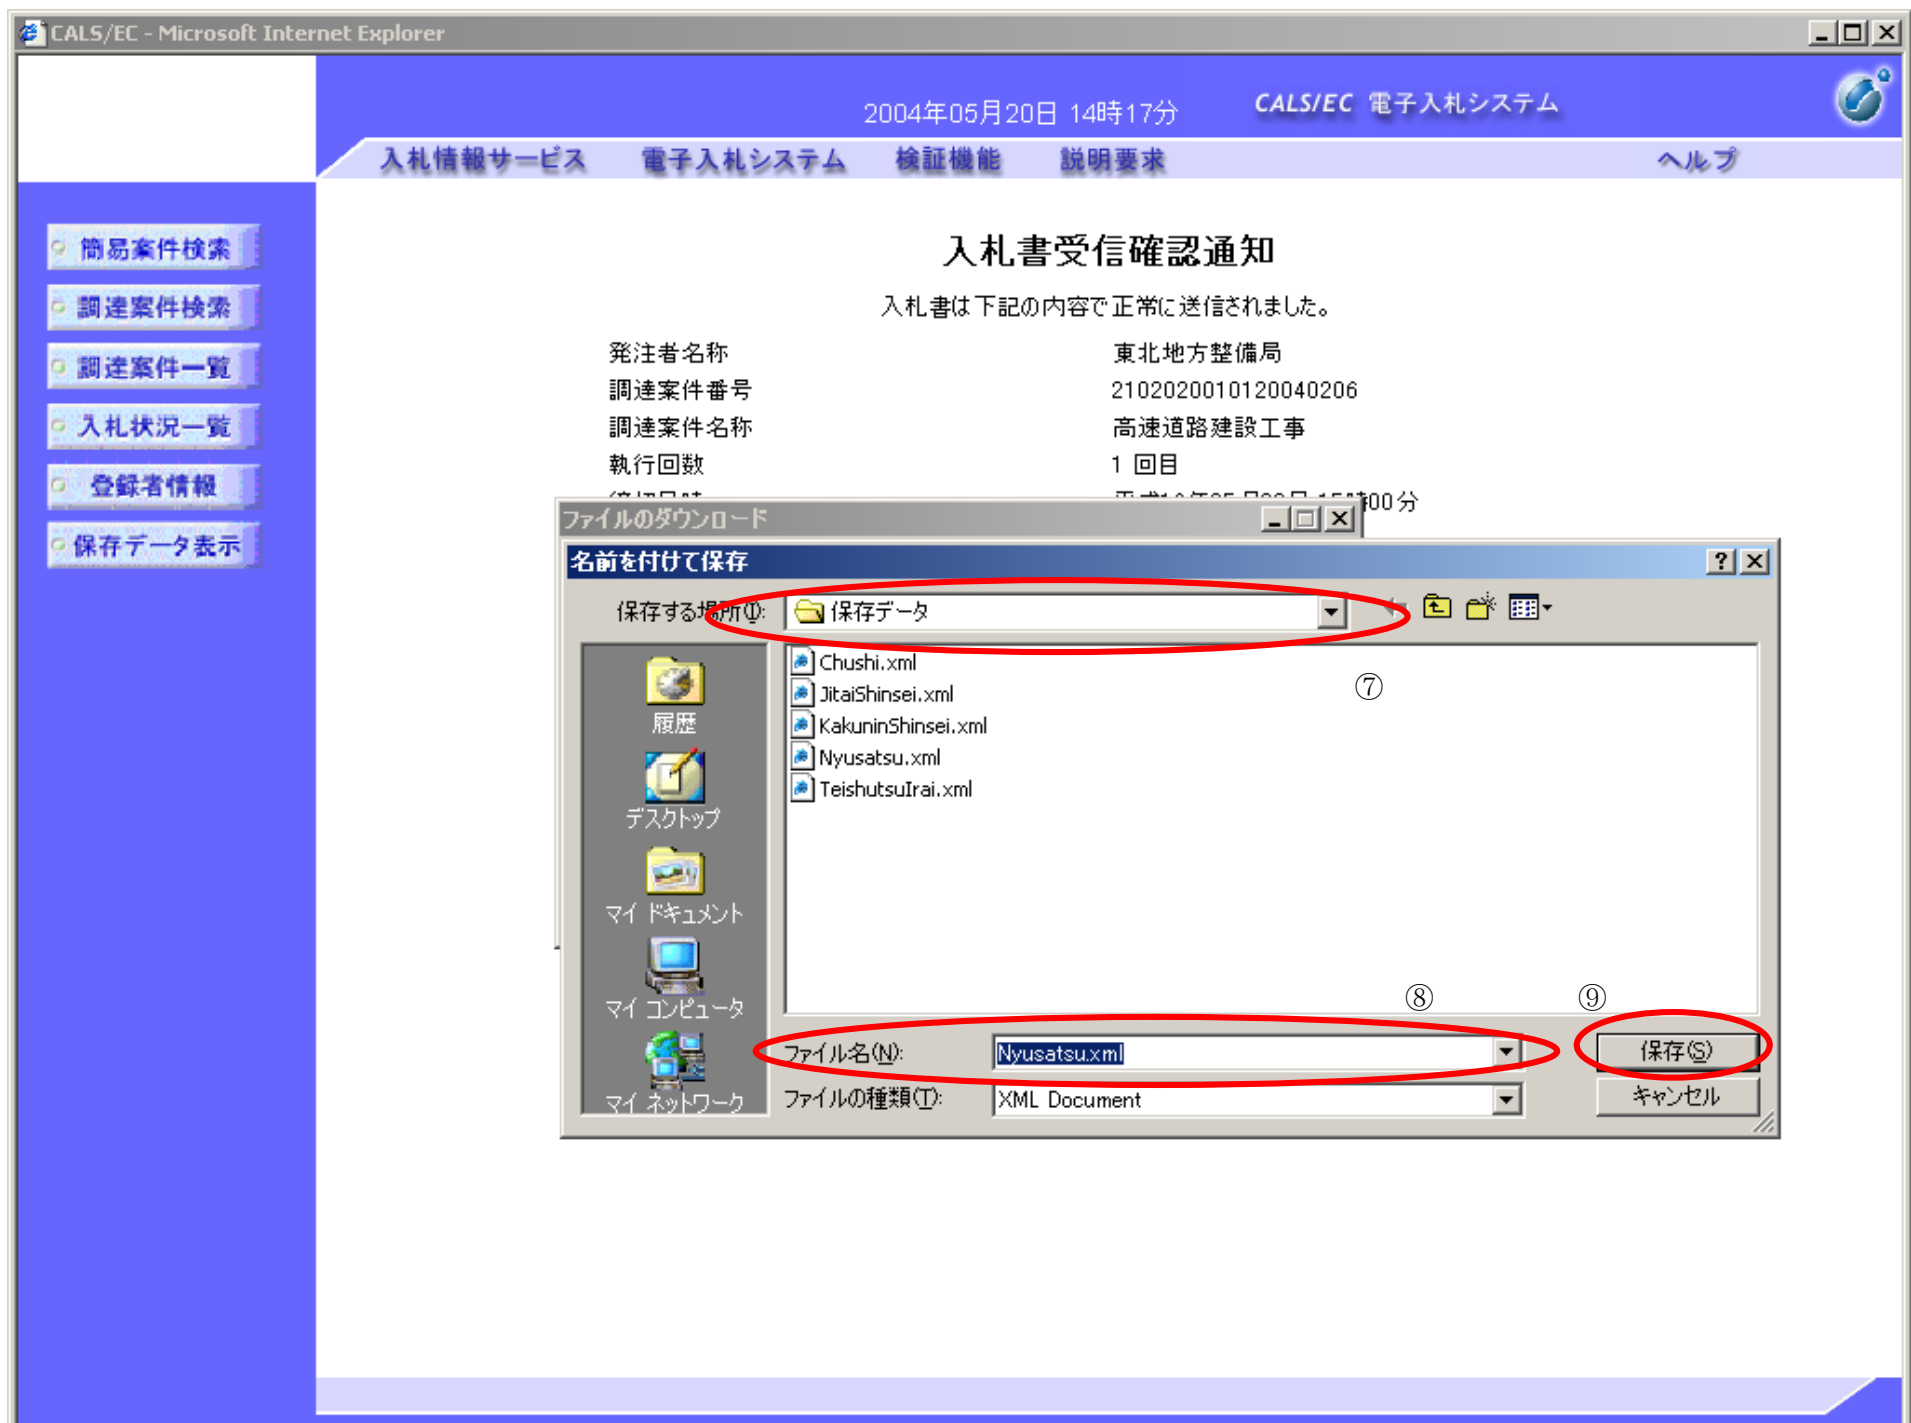 CALS/EC - Microsoft Internet Explorer
2004年05月20日 14時17分
CALS/EC 電子入札システム
入札情報サービス 電子入札システム 検証機能 説明要求 ヘルプ
簡易案件検索
調達案件検索
調達案件一覧
入札状況一覧
登録者情報
保存データ表示
入札書受信確認通知
入札書は下記の内容で正常に送信されました。
発注者名称 東北地方整備局
調達案件番号 2102020010120040206
調達案件名称 高速道路建設工事
執行回数 1 回目
00分
ファイルのダウンロード
名前を付けて保存
保存する場所(I): 保存データ
履歴
デスクトップ
マイ ドキュメント
マイ コンピュータ
マイ ネットワーク
Chushi.xml
JitaiShinsei.xml
KakuninShinsei.xml
Nyusatsu.xml
TeishutsuIrai.xml
⑦
⑧
⑨
ファイル名(N): Nyusatsu.xml 保存(S)
ファイルの種類(T): XML Document キャンセル